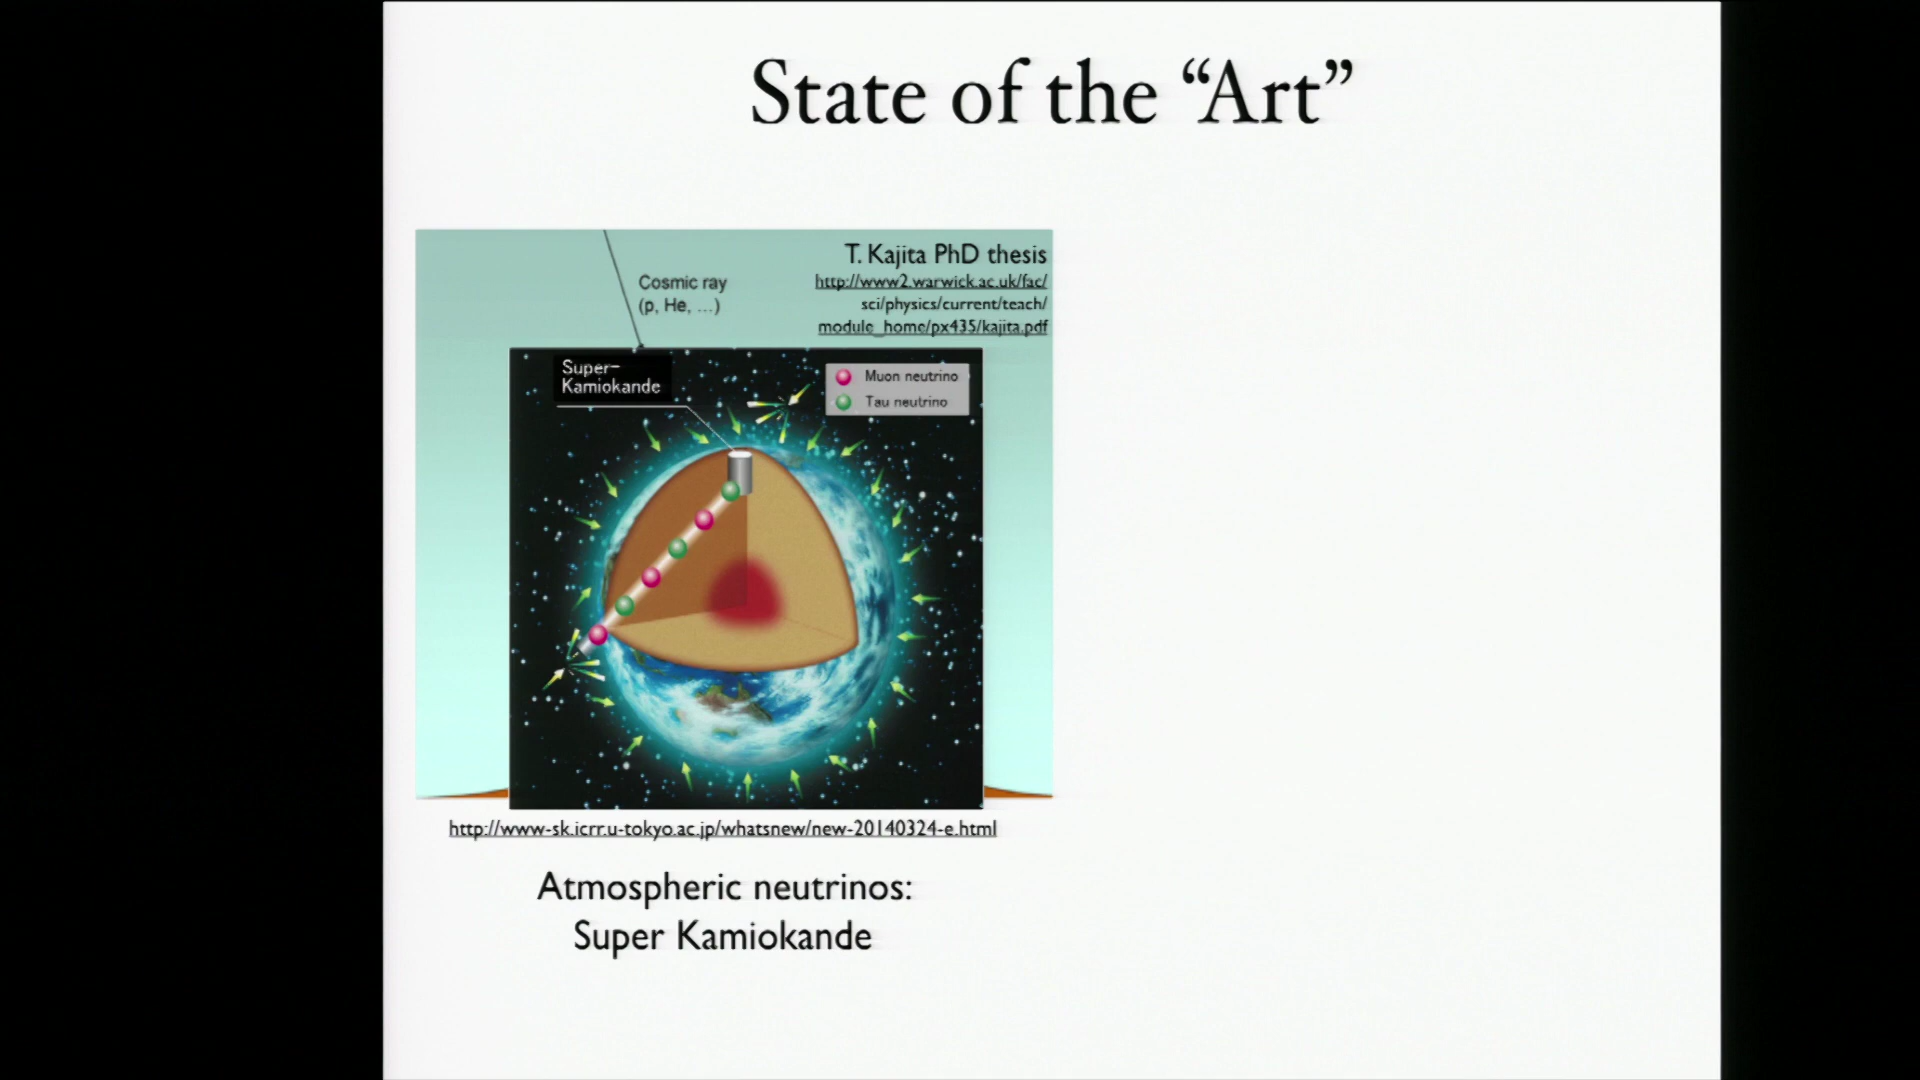 State of the “Art”
T. Kajita PhD thesis
http://www2.warwick.ac.uk/fac/
sci/physics/current/teach/
module_home/px435/kajita.pdf
Cosmic ray
(p, He, ...)
Super-
Kamiokande
Muon neutrino
Tau neutrino
http://www-sk.icrr.u-tokyo.ac.jp/whatsnew/new-20140324-e.html
Atmospheric neutrinos:
Super Kamiokande